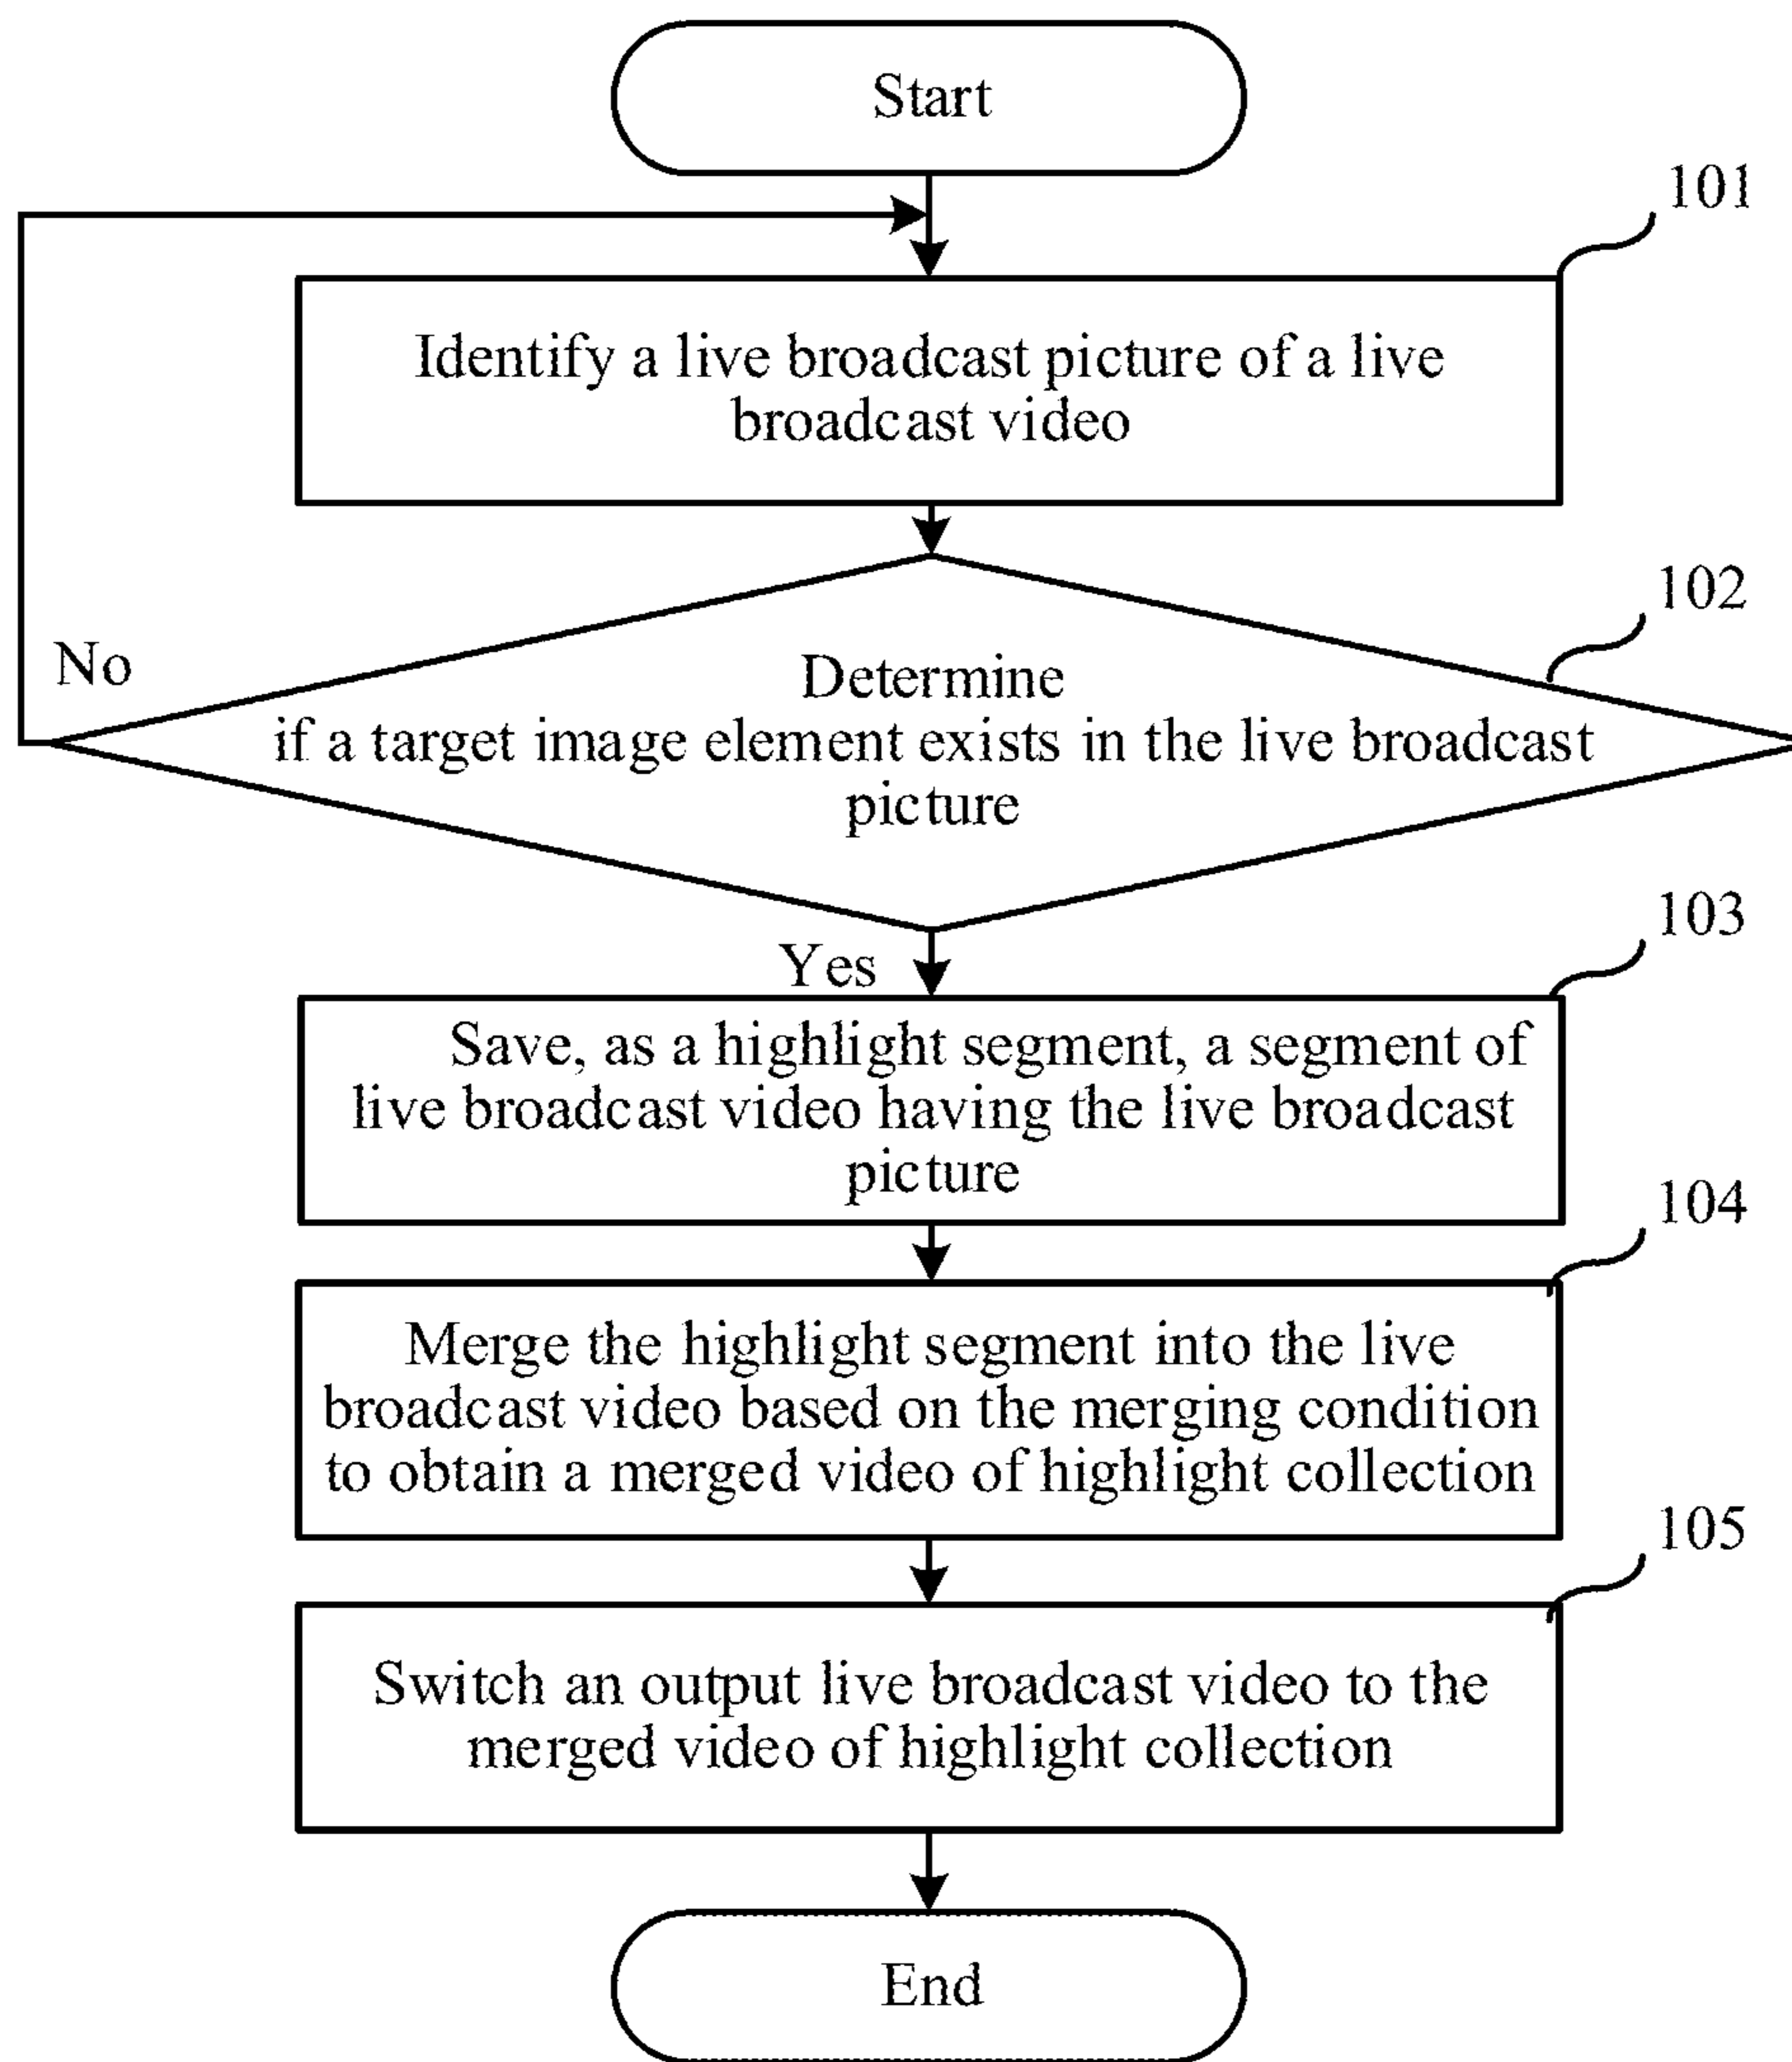 Start
101
Identify a live broadcast picture of a live
broadcast video
102
No
Determine
if a target image element exists in the live broadcast
picture
103
Yes
Save, as a highlight segment, a segment of
live broadcast video having the live broadcast
picture
104
Merge the highlight segment into the live
broadcast video based on the merging condition
to obtain a merged video of highlight collection
105
Switch an output live broadcast video to the
merged video of highlight collection
End